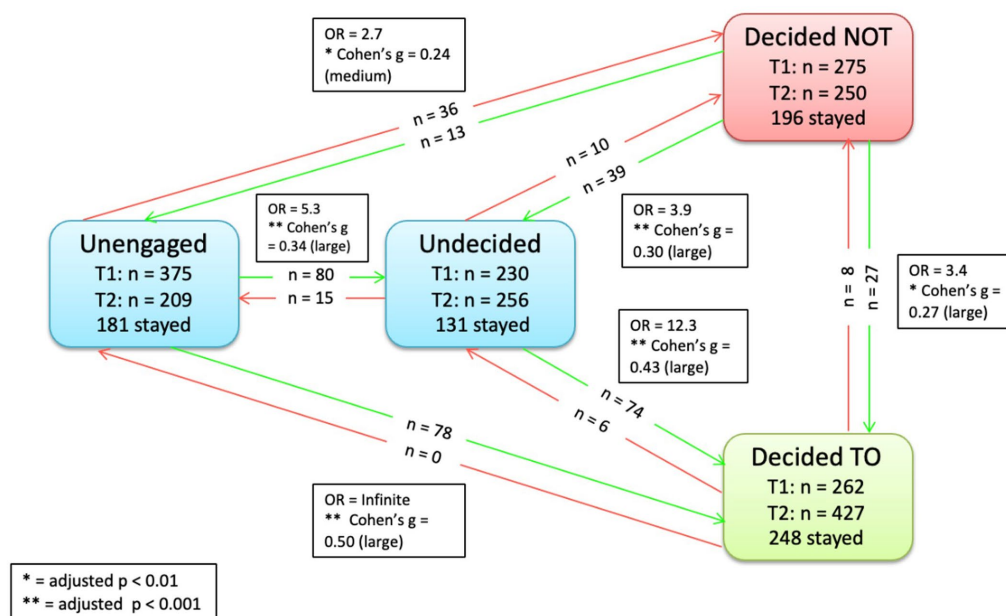 OR = 2.7
* Cohen's g = 0.24
(medium)
Decided NOT
T1: n = 275
T2: n = 250
196 stayed
n = 36
n = 13
n = 10
n = 39
OR = 5.3
** Cohen's g
= 0.34 (large)
OR = 3.9
** Cohen's g =
0.30 (large)
Unengaged
T1: n = 375
T2: n = 209
181 stayed
n = 80
n = 15
Undecided
T1: n = 230
T2: n = 256
131 stayed
n = 8
n = 27
OR = 3.4
* Cohen's g =
0.27 (large)
OR = 12.3
** Cohen's g =
0.43 (large)
n = 74
n = 6
n = 78
n = 0
Decided TO
T1: n = 262
T2: n = 427
248 stayed
OR = Infinite
** Cohen's g =
0.50 (large)
* = adjusted p < 0.01
** = adjusted p < 0.001